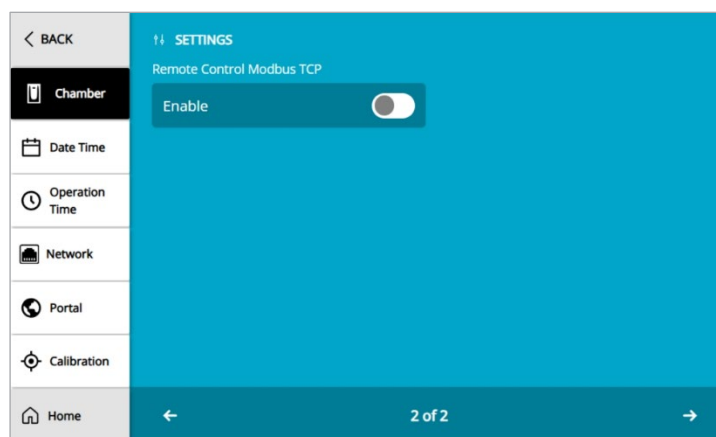 BACK
Chamber
Date Time
Operation
Time
Network
Portal
Calibration
Home
SETTINGS
Remote Control Modbus TCP
Enable
2 of 2